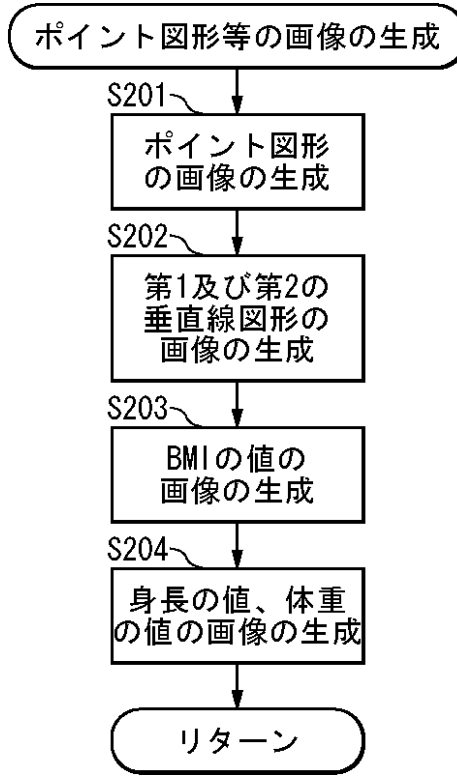 ポイント図形等の画像の生成
S201
ポイント図形
の画像の生成
S202
第1及び第2の
垂直線図形の
画像の生成
S203
BMIの値の
画像の生成
S204
身長の値、体重
の値の画像の生成
リターン